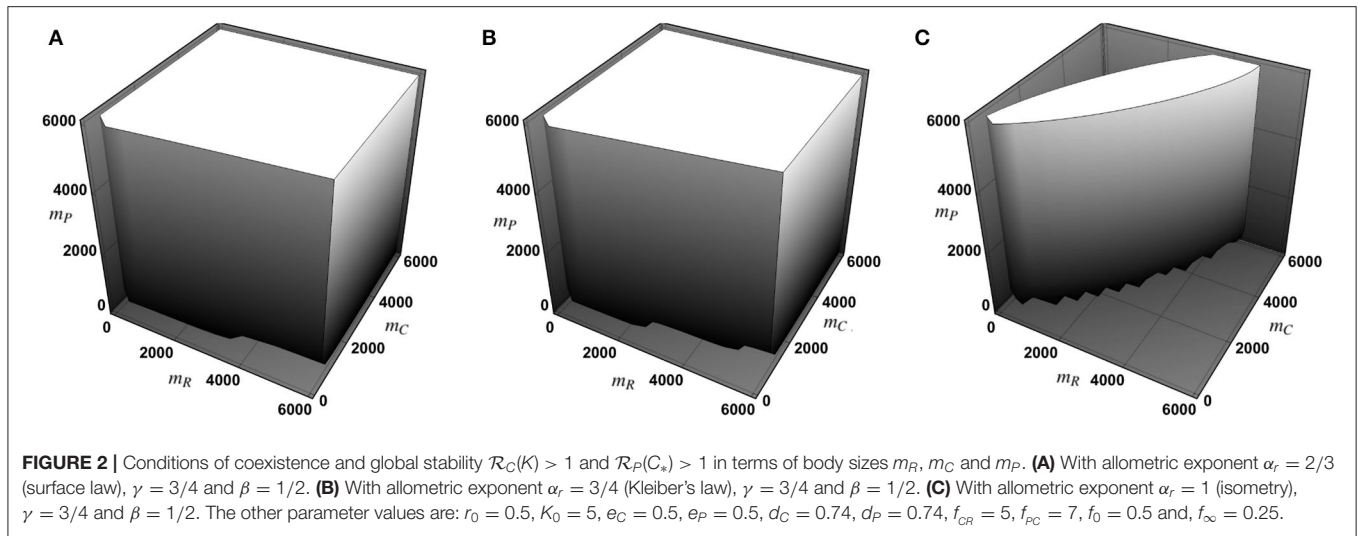 A
B
C
6000
4000
m_P
2000
0
0
2000
m_R
4000
6000
0
2000
m_C
4000
6000
6000
4000
m_P
2000
0
0
2000
m_R
4000
6000
0
2000
m_C
4000
6000
6000
4000
m_P
2000
0
0
2000
m_R
4000
6000
0
2000
m_C
4000
6000
FIGURE 2 | Conditions of coexistence and global stability ℛ_C(K) > 1 and ℛ_P(C_*) > 1 in terms of body sizes m_R, m_C and m_P. (A) With allometric exponent α_r = 2/3
(surface law), γ = 3/4 and β = 1/2. (B) With allometric exponent α_r = 3/4 (Kleiber's law), γ = 3/4 and β = 1/2. (C) With allometric exponent α_r = 1 (isometry),
γ = 3/4 and β = 1/2. The other parameter values are: r_0 = 0.5, K_0 = 5, e_C = 0.5, e_P = 0.5, d_C = 0.74, d_P = 0.74, f_CR = 5, f_PC = 7, f_0 = 0.5 and, f_∞ = 0.25.